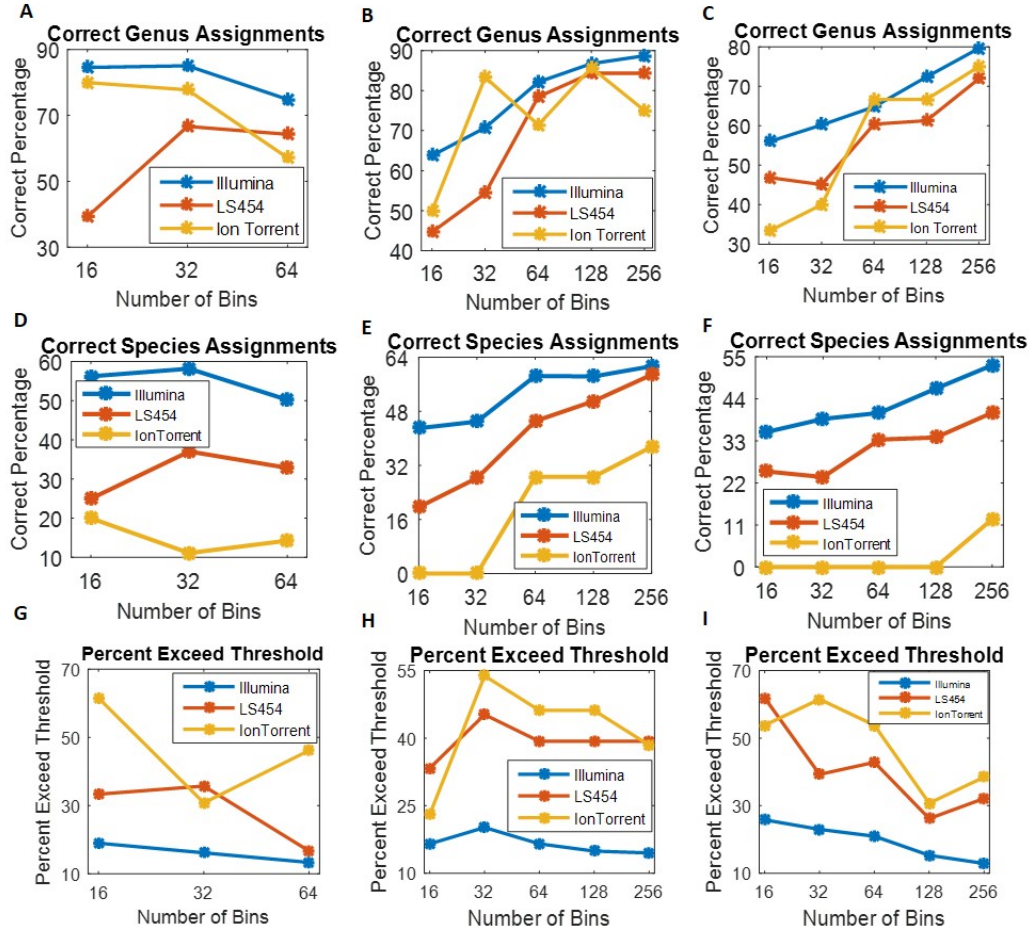 A
Correct Genus Assignments
Correct Percentage
90
70
50
30
16
32
64
Number of Bins
Illumina
LS454
Ion Torrent
B
Correct Genus Assignments
Correct Percentage
90
80
70
60
50
40
16
32
64
128
256
Number of Bins
Illumina
LS454
Ion Torrent
C
Correct Genus Assignments
Correct Percentage
80
70
60
50
40
30
16
32
64
128
256
Number of Bins
Illumina
LS454
Ion Torrent
D
Correct Species Assignments
Correct Percentage
60
50
40
30
20
10
16
32
64
Number of Bins
Illumina
LS454
IonTorrent
E
Correct Species Assignments
Correct Percentage
64
48
32
16
0
16
32
64
128
256
Number of Bins
Illumina
LS454
IonTorrent
F
Correct Species Assignments
Correct Percentage
55
44
33
22
11
0
16
32
64
128
256
Number of Bins
Illumina
LS454
IonTorrent
G
Percent Exceed Threshold
Percent Exceed Threshold
70
50
30
10
16
32
64
Number of Bins
Illumina
LS454
IonTorrent
H
Percent Exceed Threshold
Percent Exceed Threshold
55
40
25
10
16
32
64
128
256
Number of Bins
Illumina
LS454
IonTorrent
I
Percent Exceed Threshold
Percent Exceed Threshold
70
50
30
10
16
32
64
128
256
Number of Bins
Illumina
LS454
IonTorrent